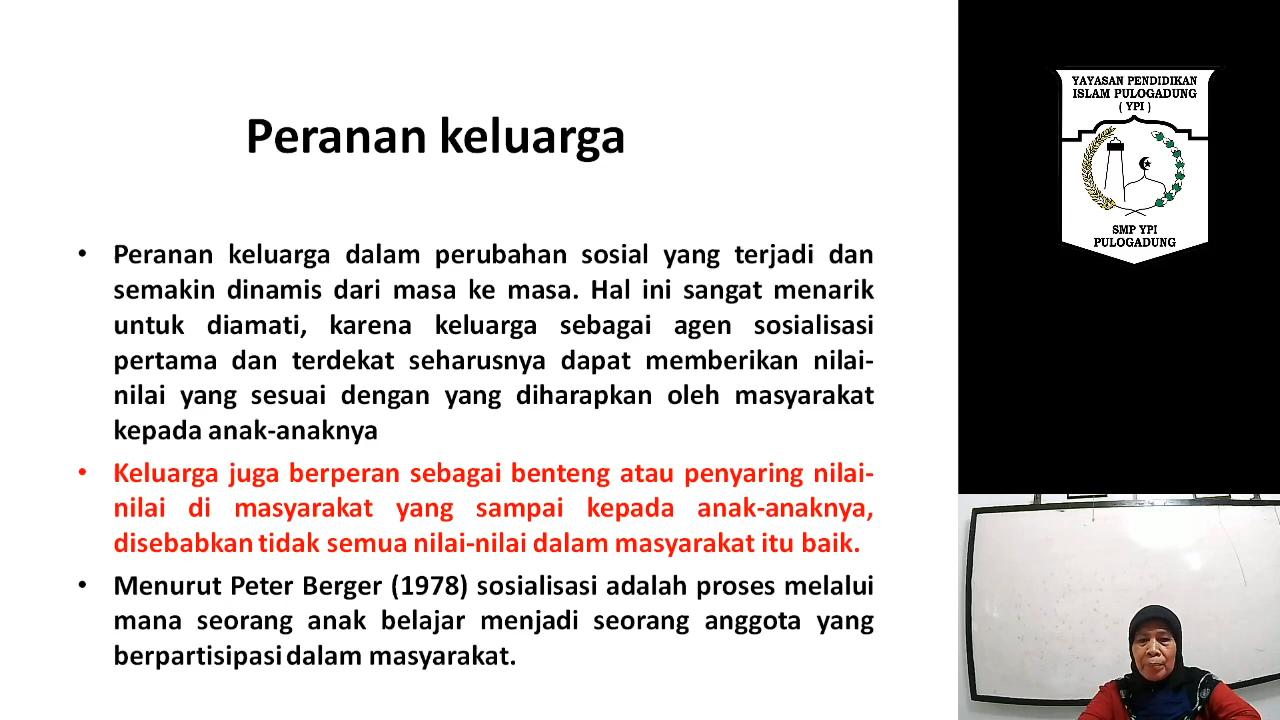 Peranan keluarga
• Peranan keluarga dalam perubahan sosial yang terjadi dan
semakin dinamis dari masa ke masa. Hal ini sangat menarik
untuk diamati, karena keluarga sebagai agen sosialisasi
pertama dan terdekat seharusnya dapat memberikan nilai-
nilai yang sesuai dengan yang diharapkan oleh masyarakat
kepada anak-anaknya
• Keluarga juga berperan sebagai benteng atau penyaring nilai-
nilai di masyarakat yang sampai kepada anak-anaknya,
disebabkan tidak semua nilai-nilai dalam masyarakat itu baik.
• Menurut Peter Berger (1978) sosialisasi adalah proses melalui
mana seorang anak belajar menjadi seorang anggota yang
berpartisipasi dalam masyarakat.
YAYASAN PENDIDIKAN
ISLAM PULOGADUNG
( YPI )
SMP YPI
PULOGADUNG